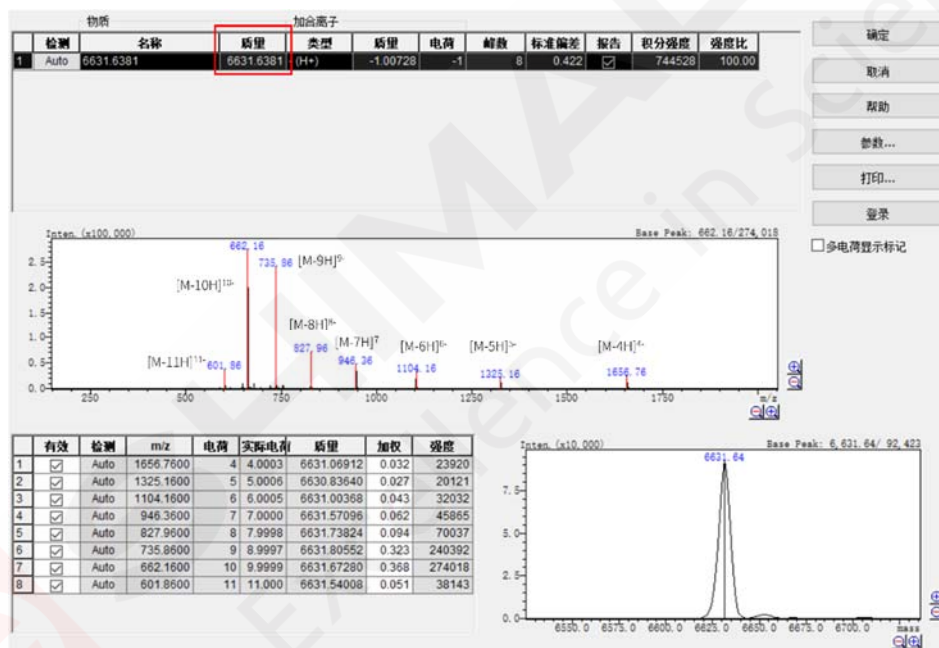 物质 加合离子
检测 名称 质里 类型 质里 电荷 峰数 标准偏差 报告 积分强度 强度比
1 Auto 6631.6381 6631.6381 (H+) -1.00728 -1 8 0.422 744528 100.00
确定
取消
帮助
参数...
打印...
登录
多电荷显示标记
Inten. (x100,000) Base Peak: 662.16/274,018
2.5
2.0
1.5
1.0
0.5
0.0
662.16
735.86 [M-9H]9-
[M-10H]10-
[M-8H]8-
827.96
[M-7H]7
946.36
[M-6H]6-
1104.16
[M-5H]5-
1325.16
[M-4H]4-
1656.76
[M-11H]11- 601.86
250 500 750 1000 1250 1500 1750 m/z
有效 检测 m/z 电荷 实际电荷 质里 加权 强度
1 Auto 1656.7600 4 4.0003 6631.06912 0.032 23920
2 Auto 1325.1600 5 5.0006 6630.83640 0.027 20121
3 Auto 1104.1600 6 6.0005 6631.00368 0.043 32032
4 Auto 946.3600 7 7.0000 6631.57096 0.062 45865
5 Auto 827.9600 8 7.9998 6631.73824 0.094 70037
6 Auto 735.8600 9 8.9997 6631.80552 0.323 240392
7 Auto 662.1600 10 9.9999 6631.67280 0.368 274018
8 Auto 601.8600 11 11.000 6631.54008 0.051 38143
Inten. (x10,000) Base Peak: 6,631.64/ 92,423
6631.64
7.5
5.0
2.5
0.0
6550.0 6575.0 6600.0 6625.0 6650.0 6675.0 6700.0 mass